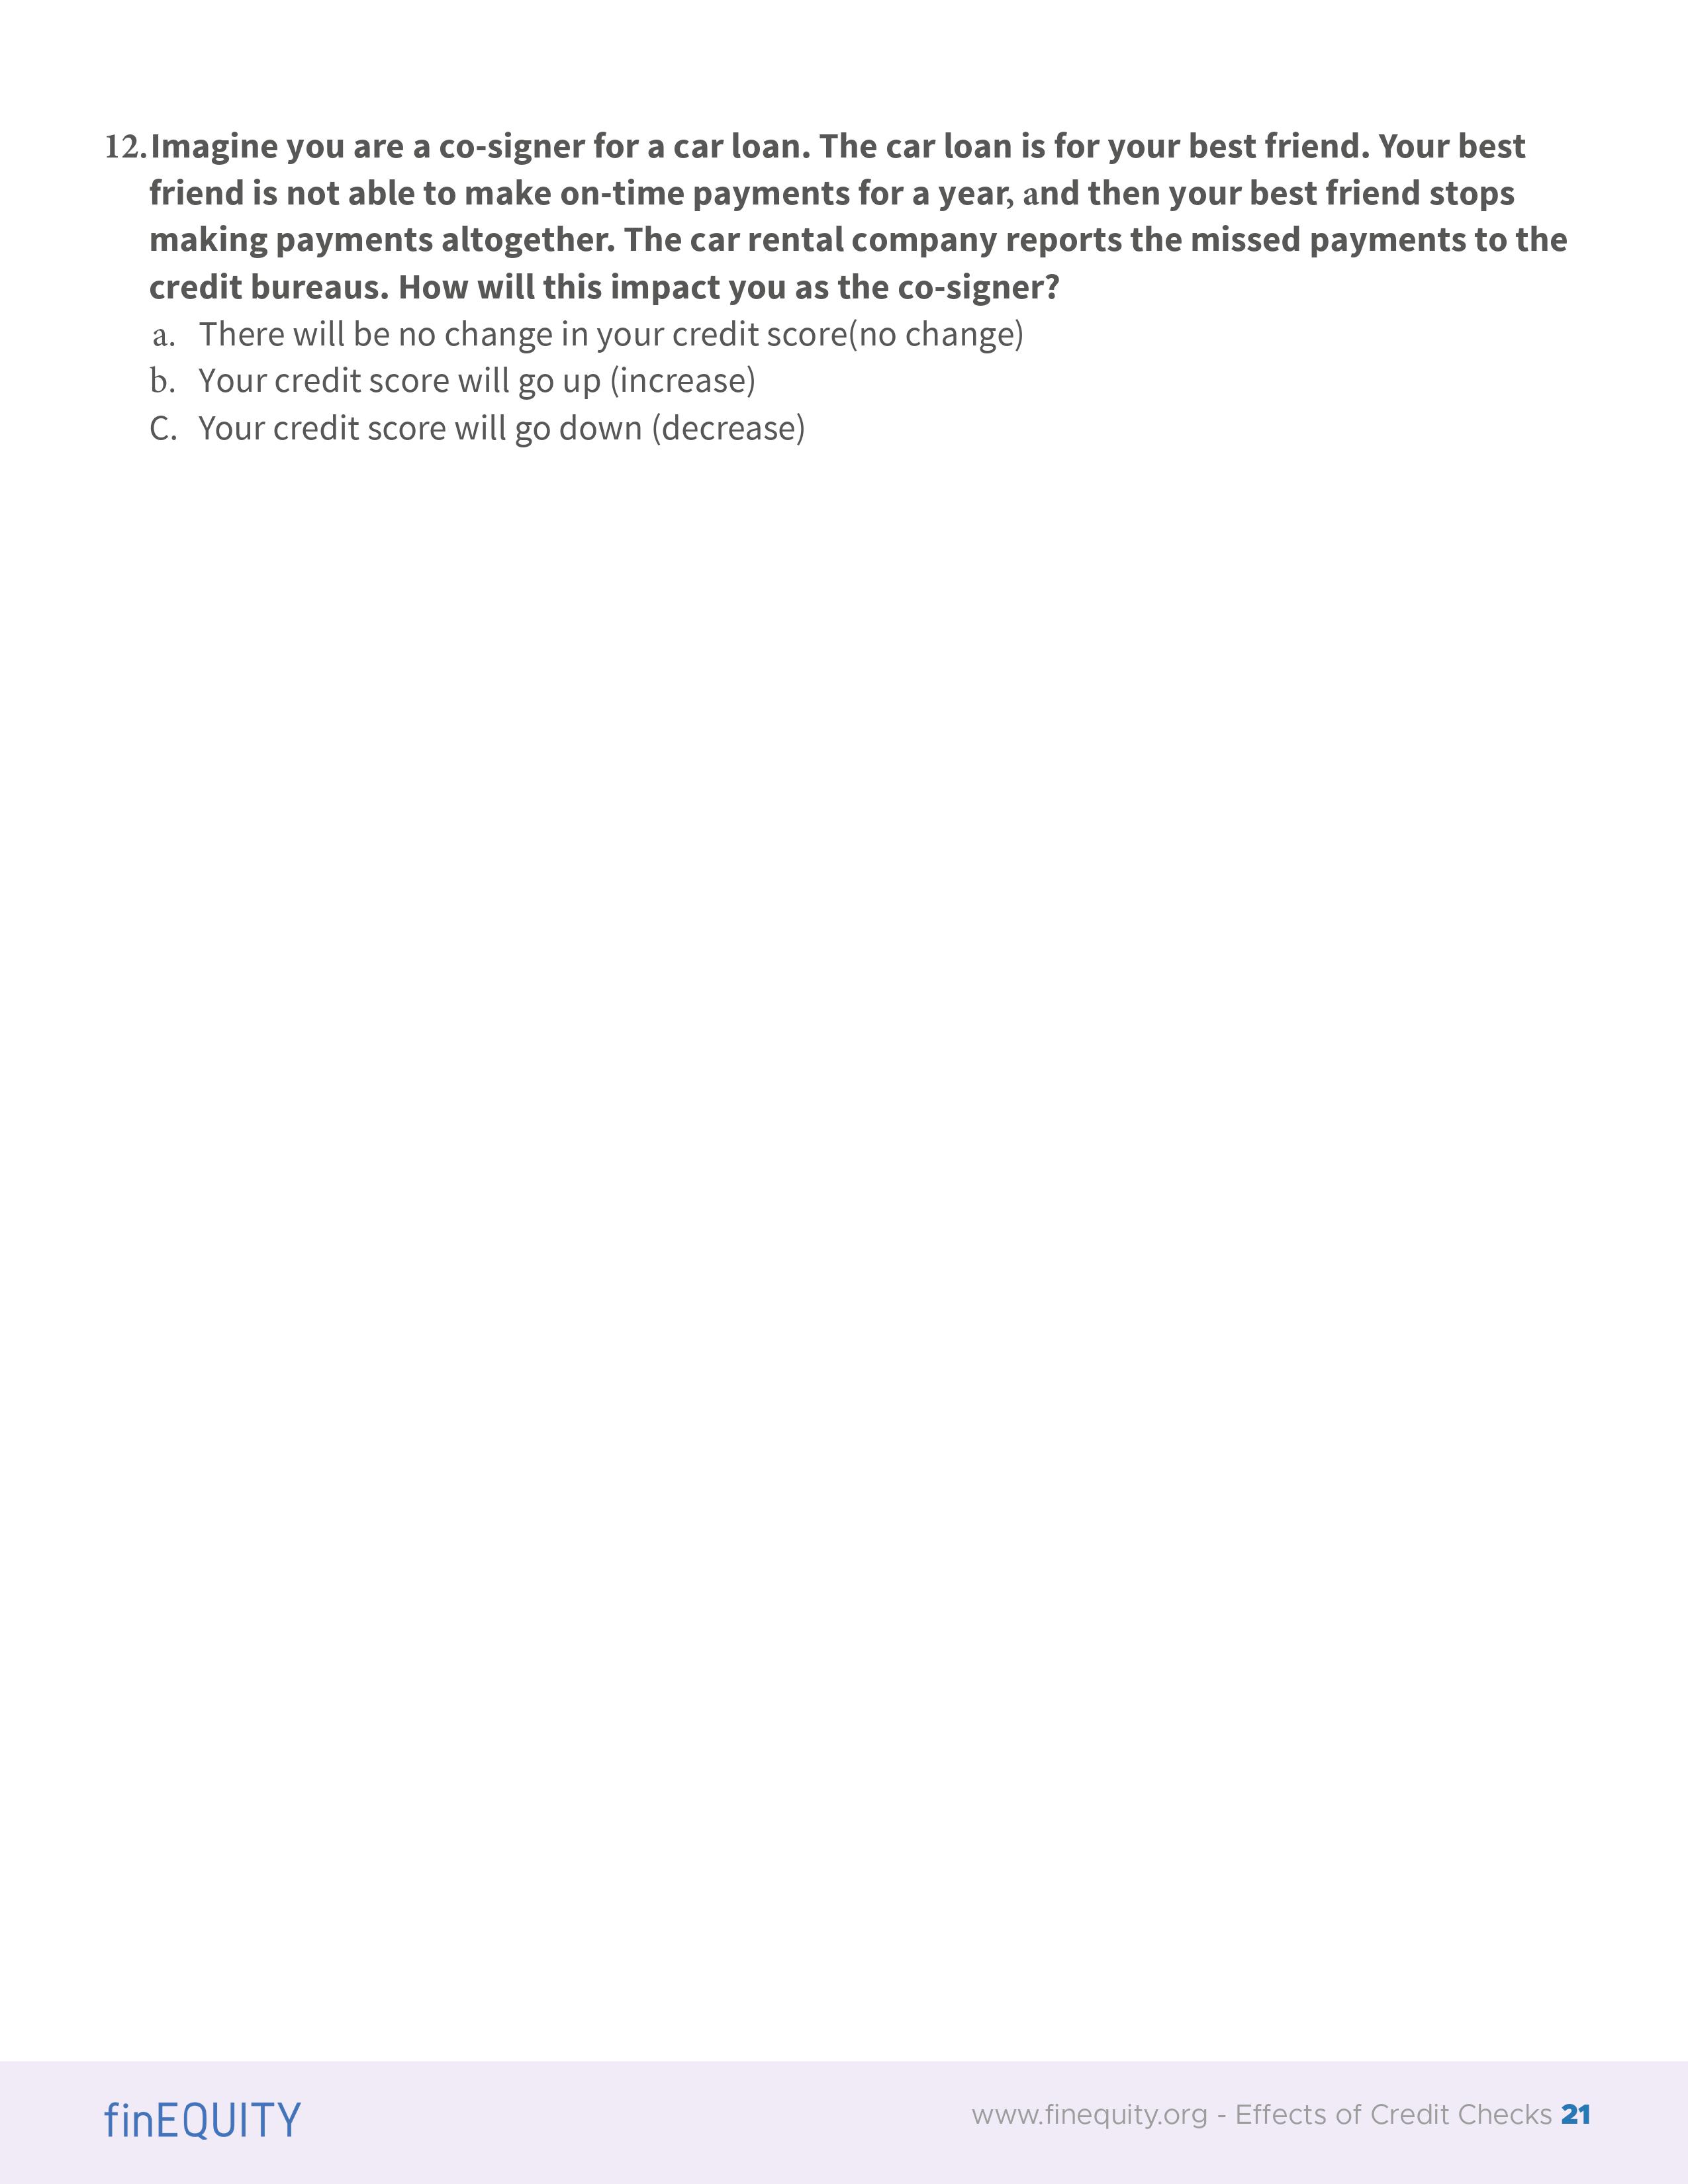 12. Imagine you are a co-signer for a car loan. The car loan is for your best friend. Your best
friend is not able to make on-time payments for a year, and then your best friend stops
making payments altogether. The car rental company reports the missed payments to the
credit bureaus. How will this impact you as the co-signer?
a. There will be no change in your credit score(no change)
b. Your credit score will go up (increase)
C. Your credit score will go down (decrease)
finEQUITY
www.finequity.org - Effects of Credit Checks 21